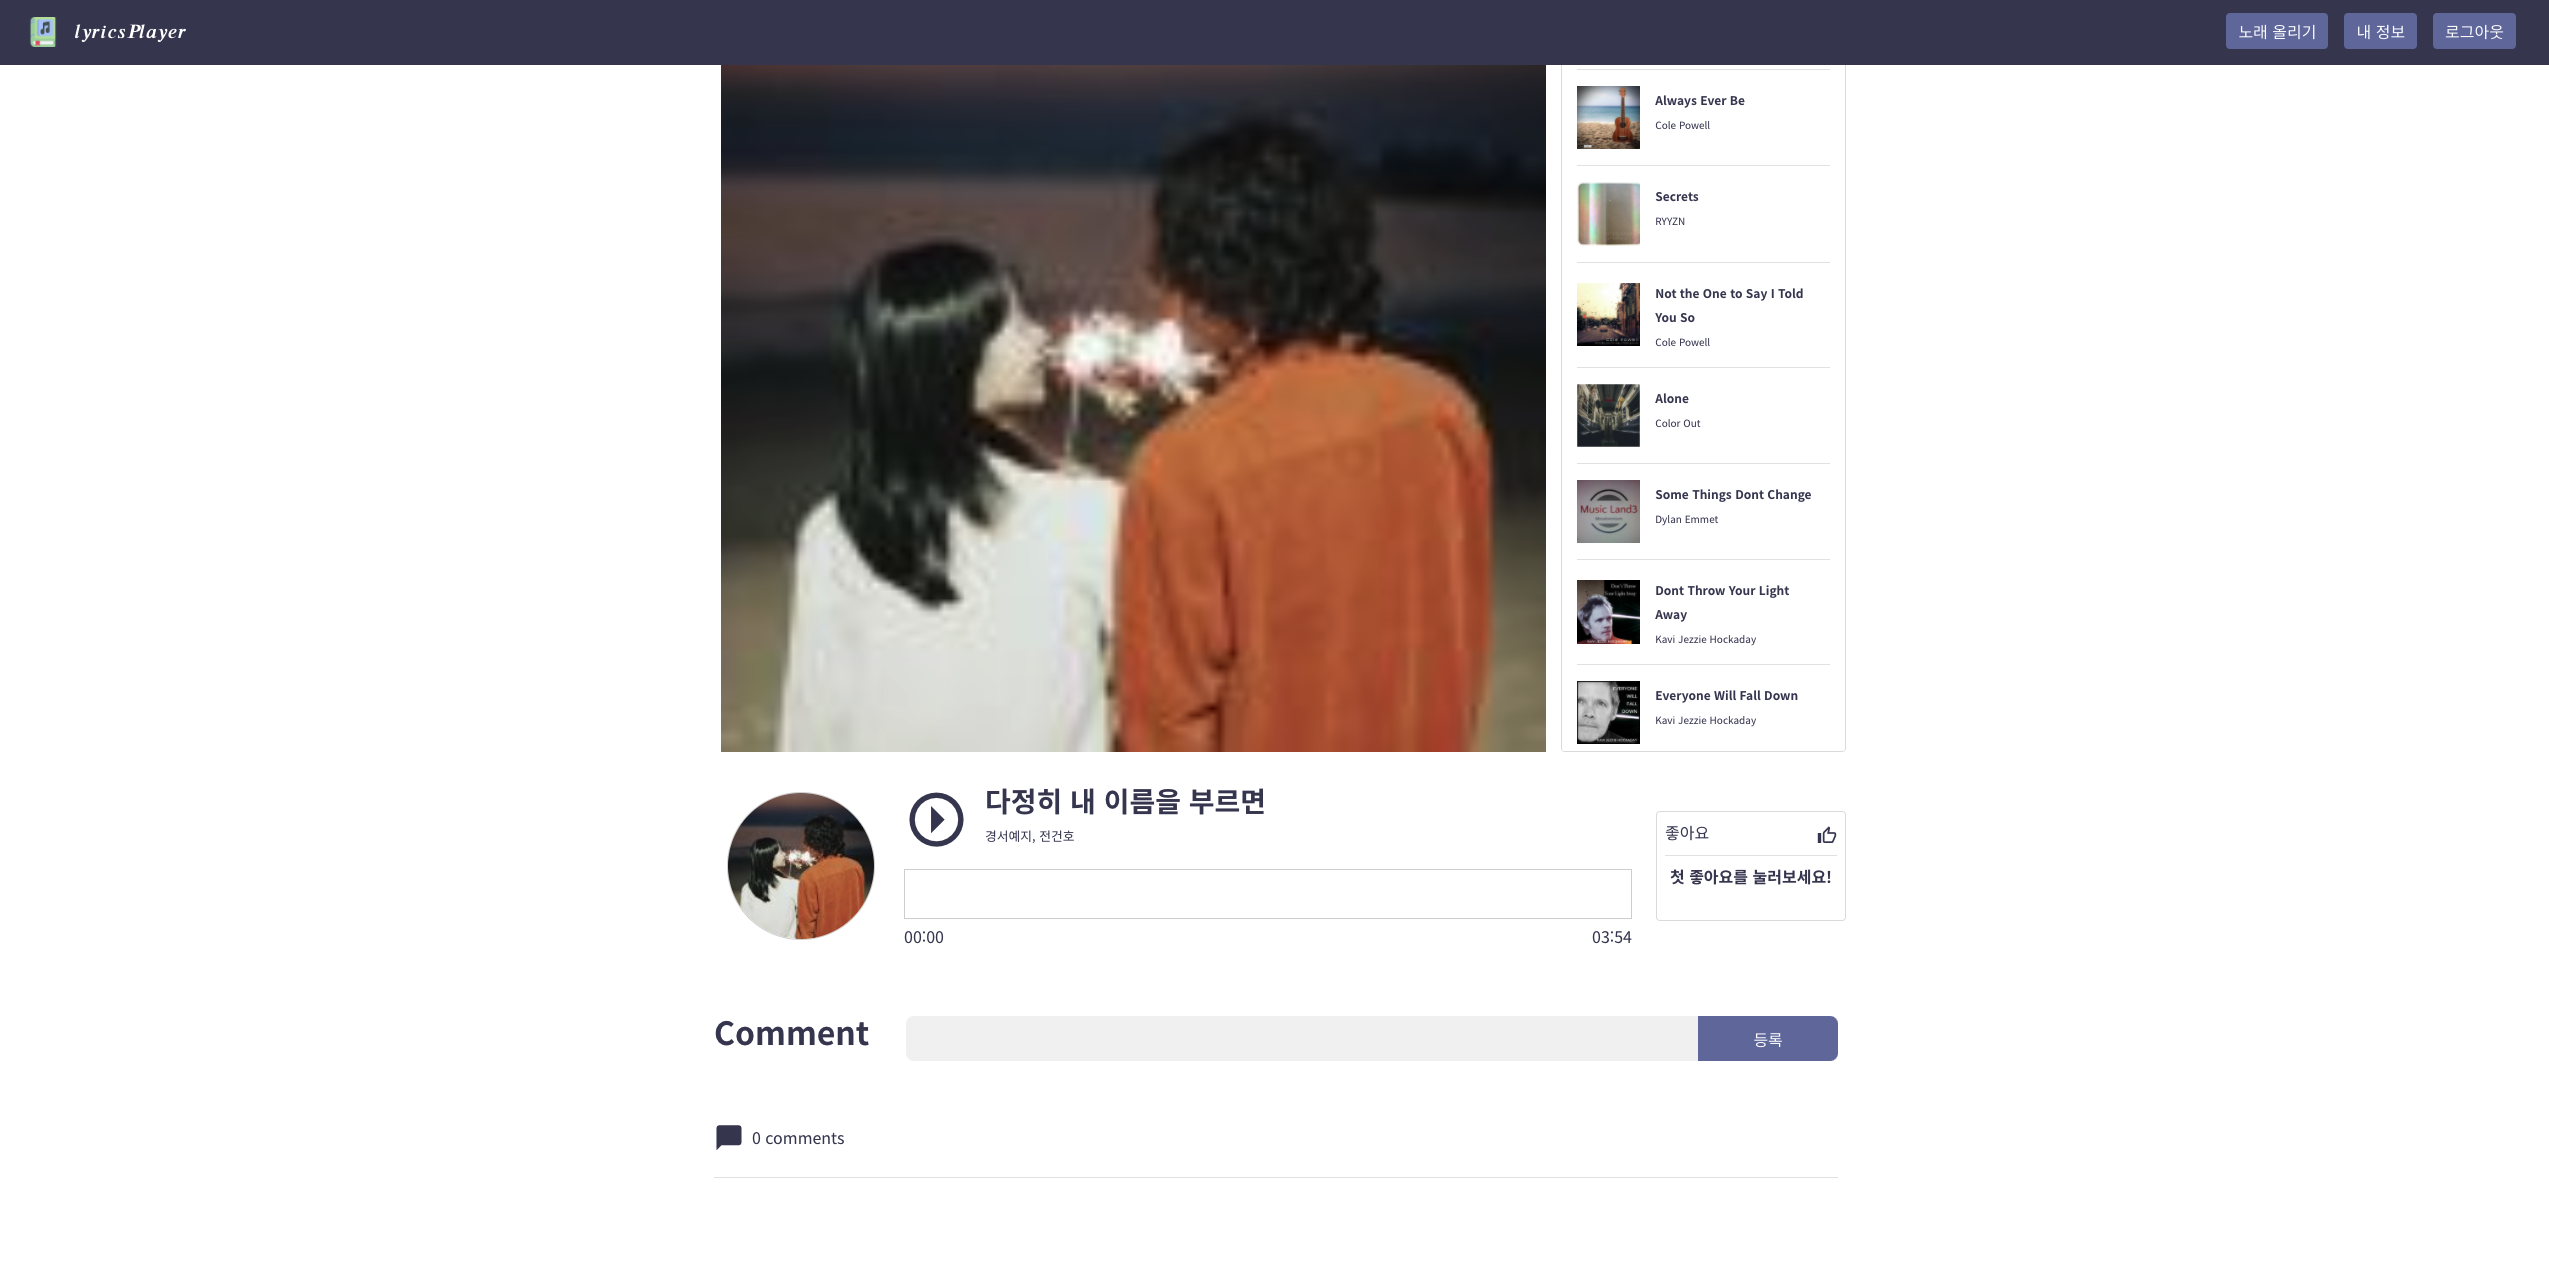 lyricsPlayer
노래 올리기
내 정보
로그아웃
Always Ever Be
Cole Powell
Secrets
RYYZN
Not the One to Say I Told
You So
Cole Powell
Alone
Color Out
Music Land3
Some Things Dont Change
Dylan Emmet
Dont Throw Your Light
Away
Kavi Jezzie Hockaday
EVERYONE
WILL
FALL
DOWN
Everyone Will Fall Down
Kavi Jezzie Hockaday
다정히 내 이름을 부르면
경서예지, 전건호
00:00
03:54
좋아요
첫 좋아요를 눌러보세요!
Comment
등록
0 comments